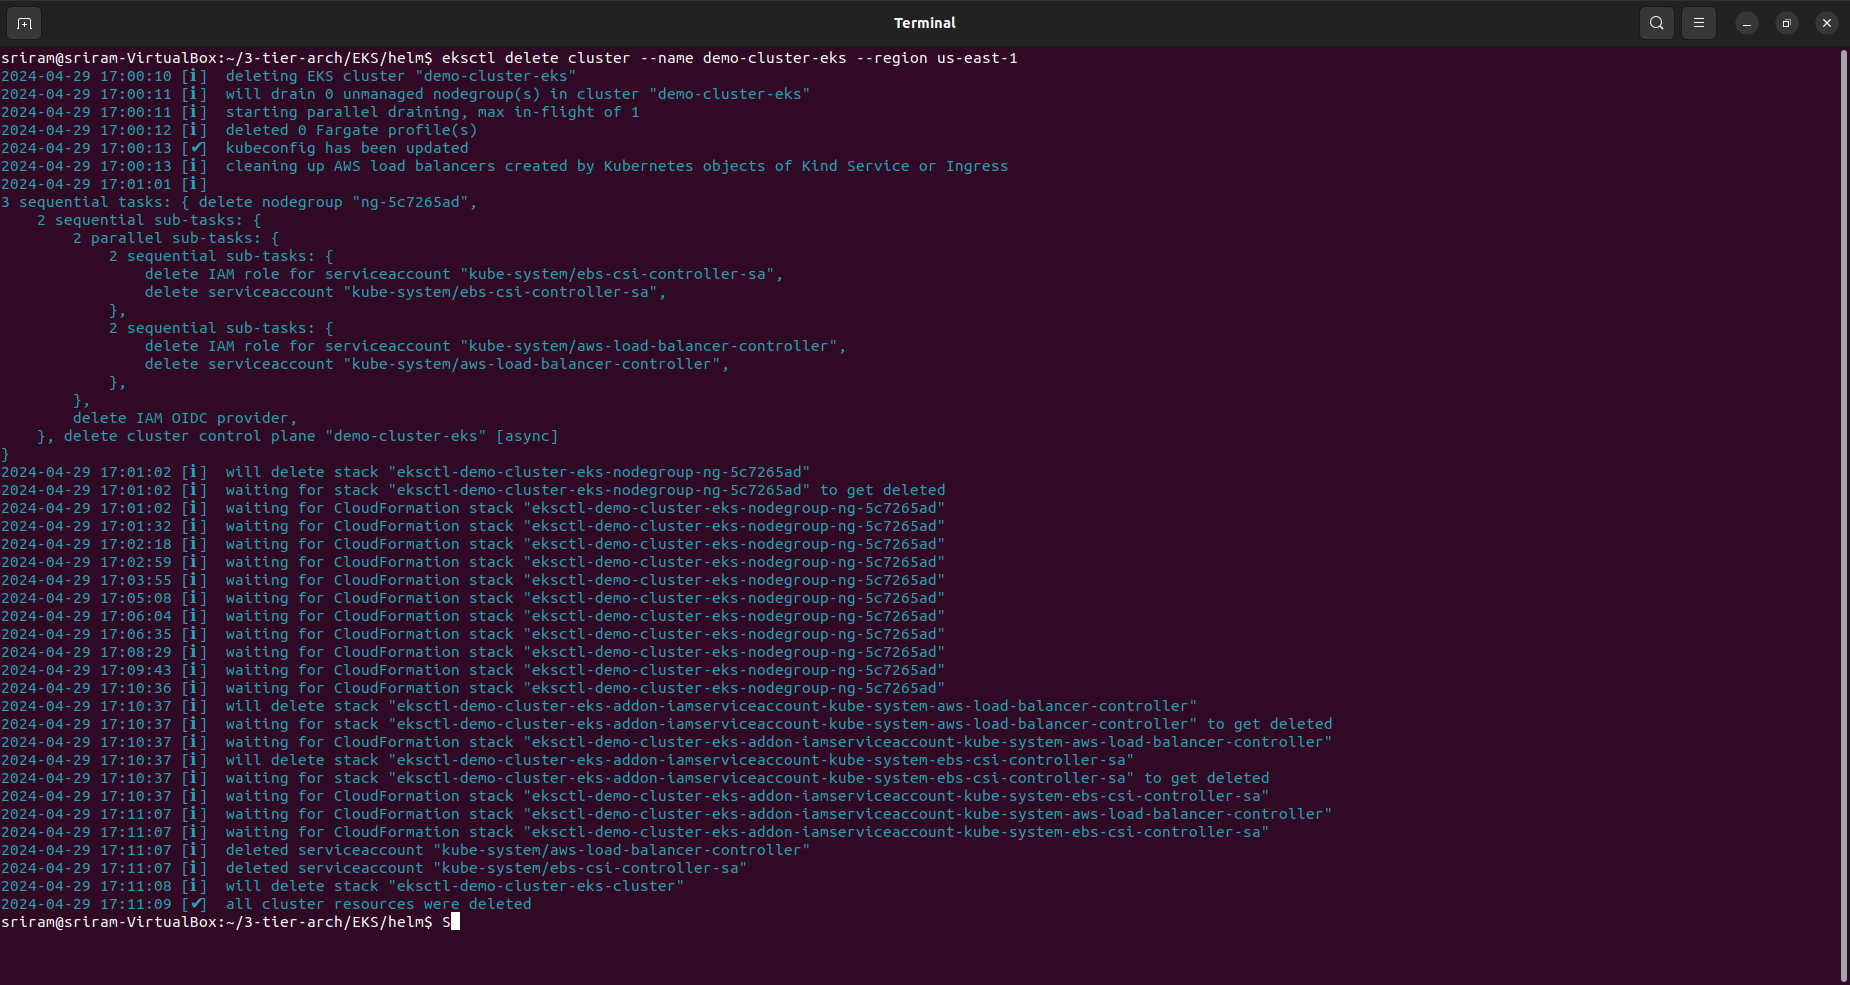 Terminal
sriram@sriram-VirtualBox:~/3-tier-arch/EKS/helm$ eksctl delete cluster --name demo-cluster-eks --region us-east-1
2024-04-29 17:00:10 [ℹ]  deleting EKS cluster "demo-cluster-eks"
2024-04-29 17:00:11 [ℹ]  will drain 0 unmanaged nodegroup(s) in cluster "demo-cluster-eks"
2024-04-29 17:00:11 [ℹ]  starting parallel draining, max in-flight of 1
2024-04-29 17:00:12 [ℹ]  deleted 0 Fargate profile(s)
2024-04-29 17:00:13 [✔]  kubeconfig has been updated
2024-04-29 17:00:13 [ℹ]  cleaning up AWS load balancers created by Kubernetes objects of Kind Service or Ingress
2024-04-29 17:01:01 [ℹ]
3 sequential tasks: { delete nodegroup "ng-5c7265ad",
    2 sequential sub-tasks: {
        2 parallel sub-tasks: {
            2 sequential sub-tasks: {
                delete IAM role for serviceaccount "kube-system/ebs-csi-controller-sa",
                delete serviceaccount "kube-system/ebs-csi-controller-sa",
            },
            2 sequential sub-tasks: {
                delete IAM role for serviceaccount "kube-system/aws-load-balancer-controller",
                delete serviceaccount "kube-system/aws-load-balancer-controller",
            },
        },
        delete IAM OIDC provider,
    }, delete cluster control plane "demo-cluster-eks" [async]
}
2024-04-29 17:01:02 [ℹ]  will delete stack "eksctl-demo-cluster-eks-nodegroup-ng-5c7265ad"
2024-04-29 17:01:02 [ℹ]  waiting for stack "eksctl-demo-cluster-eks-nodegroup-ng-5c7265ad" to get deleted
2024-04-29 17:01:02 [ℹ]  waiting for CloudFormation stack "eksctl-demo-cluster-eks-nodegroup-ng-5c7265ad"
2024-04-29 17:01:32 [ℹ]  waiting for CloudFormation stack "eksctl-demo-cluster-eks-nodegroup-ng-5c7265ad"
2024-04-29 17:02:18 [ℹ]  waiting for CloudFormation stack "eksctl-demo-cluster-eks-nodegroup-ng-5c7265ad"
2024-04-29 17:02:59 [ℹ]  waiting for CloudFormation stack "eksctl-demo-cluster-eks-nodegroup-ng-5c7265ad"
2024-04-29 17:03:55 [ℹ]  waiting for CloudFormation stack "eksctl-demo-cluster-eks-nodegroup-ng-5c7265ad"
2024-04-29 17:05:08 [ℹ]  waiting for CloudFormation stack "eksctl-demo-cluster-eks-nodegroup-ng-5c7265ad"
2024-04-29 17:06:04 [ℹ]  waiting for CloudFormation stack "eksctl-demo-cluster-eks-nodegroup-ng-5c7265ad"
2024-04-29 17:06:35 [ℹ]  waiting for CloudFormation stack "eksctl-demo-cluster-eks-nodegroup-ng-5c7265ad"
2024-04-29 17:08:29 [ℹ]  waiting for CloudFormation stack "eksctl-demo-cluster-eks-nodegroup-ng-5c7265ad"
2024-04-29 17:09:43 [ℹ]  waiting for CloudFormation stack "eksctl-demo-cluster-eks-nodegroup-ng-5c7265ad"
2024-04-29 17:10:36 [ℹ]  waiting for CloudFormation stack "eksctl-demo-cluster-eks-nodegroup-ng-5c7265ad"
2024-04-29 17:10:37 [ℹ]  will delete stack "eksctl-demo-cluster-eks-addon-iamserviceaccount-kube-system-aws-load-balancer-controller"
2024-04-29 17:10:37 [ℹ]  waiting for stack "eksctl-demo-cluster-eks-addon-iamserviceaccount-kube-system-aws-load-balancer-controller" to get deleted
2024-04-29 17:10:37 [ℹ]  waiting for CloudFormation stack "eksctl-demo-cluster-eks-addon-iamserviceaccount-kube-system-aws-load-balancer-controller"
2024-04-29 17:10:37 [ℹ]  will delete stack "eksctl-demo-cluster-eks-addon-iamserviceaccount-kube-system-ebs-csi-controller-sa"
2024-04-29 17:10:37 [ℹ]  waiting for stack "eksctl-demo-cluster-eks-addon-iamserviceaccount-kube-system-ebs-csi-controller-sa" to get deleted
2024-04-29 17:10:37 [ℹ]  waiting for CloudFormation stack "eksctl-demo-cluster-eks-addon-iamserviceaccount-kube-system-ebs-csi-controller-sa"
2024-04-29 17:11:07 [ℹ]  waiting for CloudFormation stack "eksctl-demo-cluster-eks-addon-iamserviceaccount-kube-system-aws-load-balancer-controller"
2024-04-29 17:11:07 [ℹ]  waiting for CloudFormation stack "eksctl-demo-cluster-eks-addon-iamserviceaccount-kube-system-ebs-csi-controller-sa"
2024-04-29 17:11:07 [ℹ]  deleted serviceaccount "kube-system/aws-load-balancer-controller"
2024-04-29 17:11:07 [ℹ]  deleted serviceaccount "kube-system/ebs-csi-controller-sa"
2024-04-29 17:11:08 [ℹ]  will delete stack "eksctl-demo-cluster-eks-cluster"
2024-04-29 17:11:09 [✔]  all cluster resources were deleted
sriram@sriram-VirtualBox:~/3-tier-arch/EKS/helm$ S